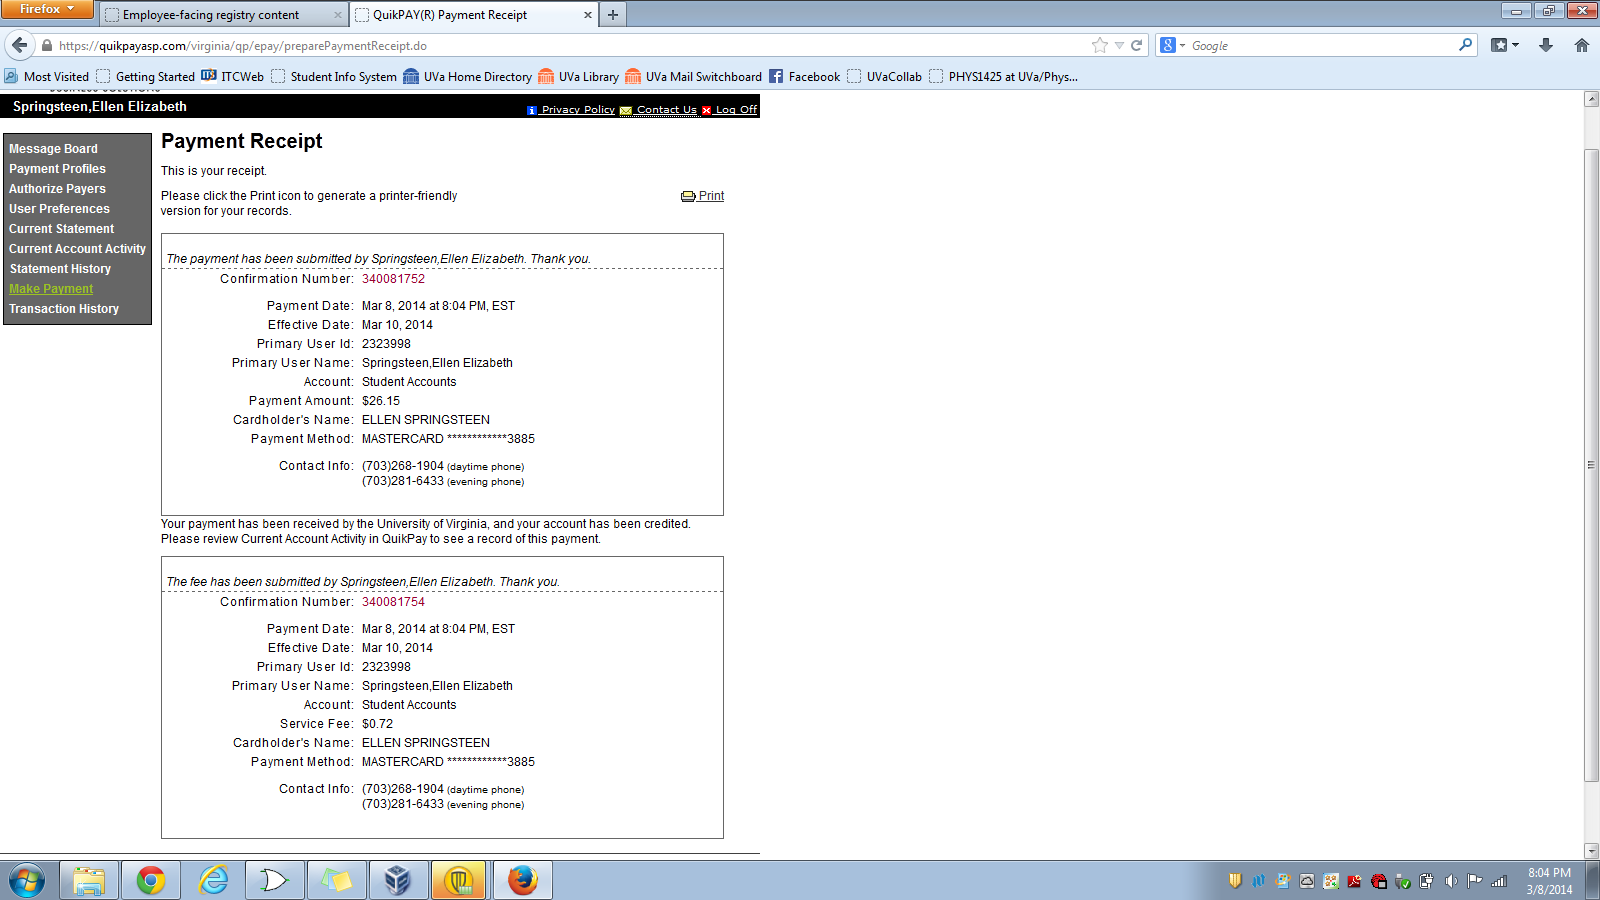 Firefox
Employee-facing registry content
QuikPAY(R) Payment Receipt
https://quikpayasp.com/virginia/qp/epay/preparePaymentReceipt.do
Google
Most Visited Getting Started ITCWeb Student Info System UVa Home Directory UVa Library UVa Mail Switchboard Facebook UVaCollab PHYS1425 at UVa/Phys...
Springsteen,Ellen Elizabeth
Privacy Policy Contact Us Log Off
Message Board
Payment Profiles
Authorize Payers
User Preferences
Current Statement
Current Account Activity
Statement History
Make Payment
Transaction History
Payment Receipt
This is your receipt.
Please click the Print icon to generate a printer-friendly
version for your records.
Print
The payment has been submitted by Springsteen,Ellen Elizabeth. Thank you.
Confirmation Number: 340081752
Payment Date: Mar 8, 2014 at 8:04 PM, EST
Effective Date: Mar 10, 2014
Primary User Id: 2323998
Primary User Name: Springsteen,Ellen Elizabeth
Account: Student Accounts
Payment Amount: $26.15
Cardholder's Name: ELLEN SPRINGSTEEN
Payment Method: MASTERCARD ************3885
Contact Info: (703)268-1904 (daytime phone)
(703)281-6433 (evening phone)
Your payment has been received by the University of Virginia, and your account has been credited.
Please review Current Account Activity in QuikPay to see a record of this payment.
The fee has been submitted by Springsteen,Ellen Elizabeth. Thank you.
Confirmation Number: 340081754
Payment Date: Mar 8, 2014 at 8:04 PM, EST
Effective Date: Mar 10, 2014
Primary User Id: 2323998
Primary User Name: Springsteen,Ellen Elizabeth
Account: Student Accounts
Service Fee: $0.72
Cardholder's Name: ELLEN SPRINGSTEEN
Payment Method: MASTERCARD ************3885
Contact Info: (703)268-1904 (daytime phone)
(703)281-6433 (evening phone)
8:04 PM
3/8/2014